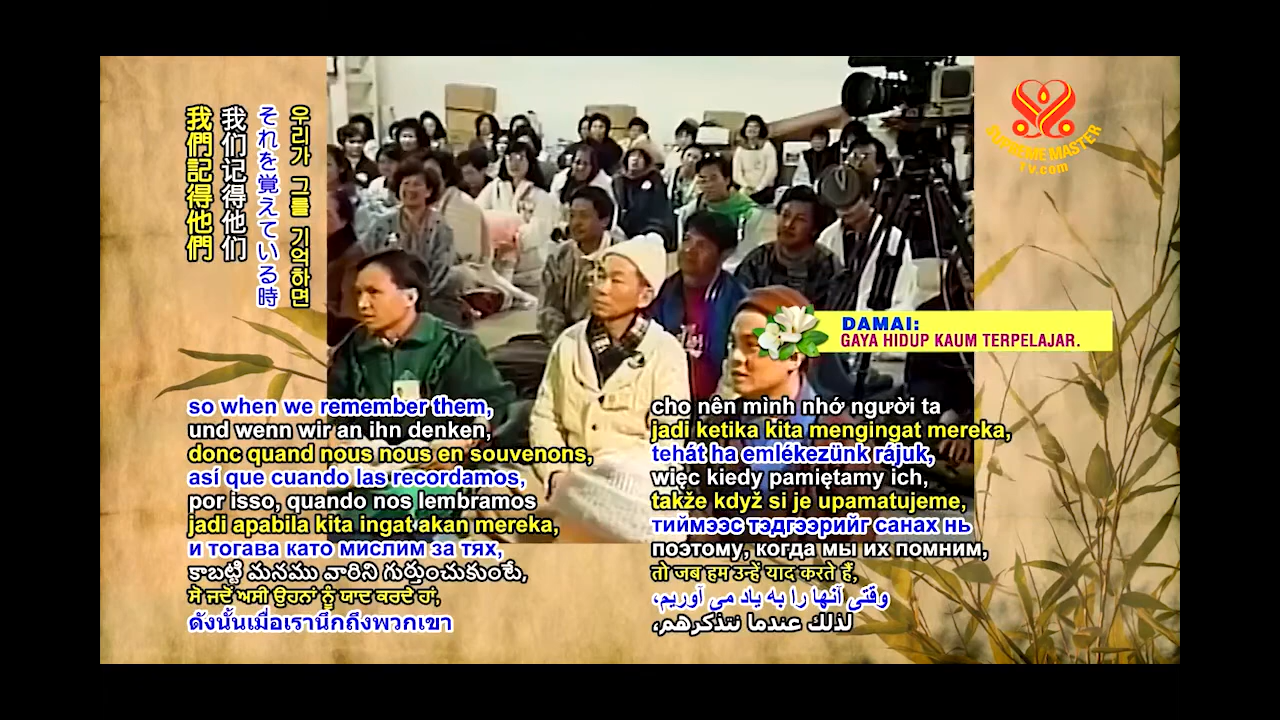 我們記得他們
我们记得他们
それを覚えている時
우리가 그를 기억하면
SUPREME MASTER
TV.com
DAMAI:
GAYA HIDUP KAUM TERPELAJAR.
so when we remember them,
und wenn wir an ihn denken,
donc quand nous nous en souvenons,
así que cuando las recordamos,
por isso, quando nos lembramos
jadi apabila kita ingat akan mereka,
и тогава като мислим за тях,
కాబట్టి మనము వారిని గుర్తుంచుకుంటే,
ਸੋ ਜਦੋਂ ਅਸੀ ਉਹਨਾਂ ਨੂੰ ਯਾਦ ਕਰਦੇ ਹਾਂ,
ดังนั้นเมื่อเรานึกถึงพวกเขา
cho nên mình nhớ người ta
jadi ketika kita mengingat mereka,
tehát ha emlékezünk rájuk,
więc kiedy pamiętamy ich,
takže když si je upamatujeme,
тиймээс тэдгээрийг санах нь
поэтому, когда мы их помним,
तो जब हम उन्हें याद करते हैं,
وقتی آنها را به یاد می آوریم،
لذلك عندما نتذكرهم،